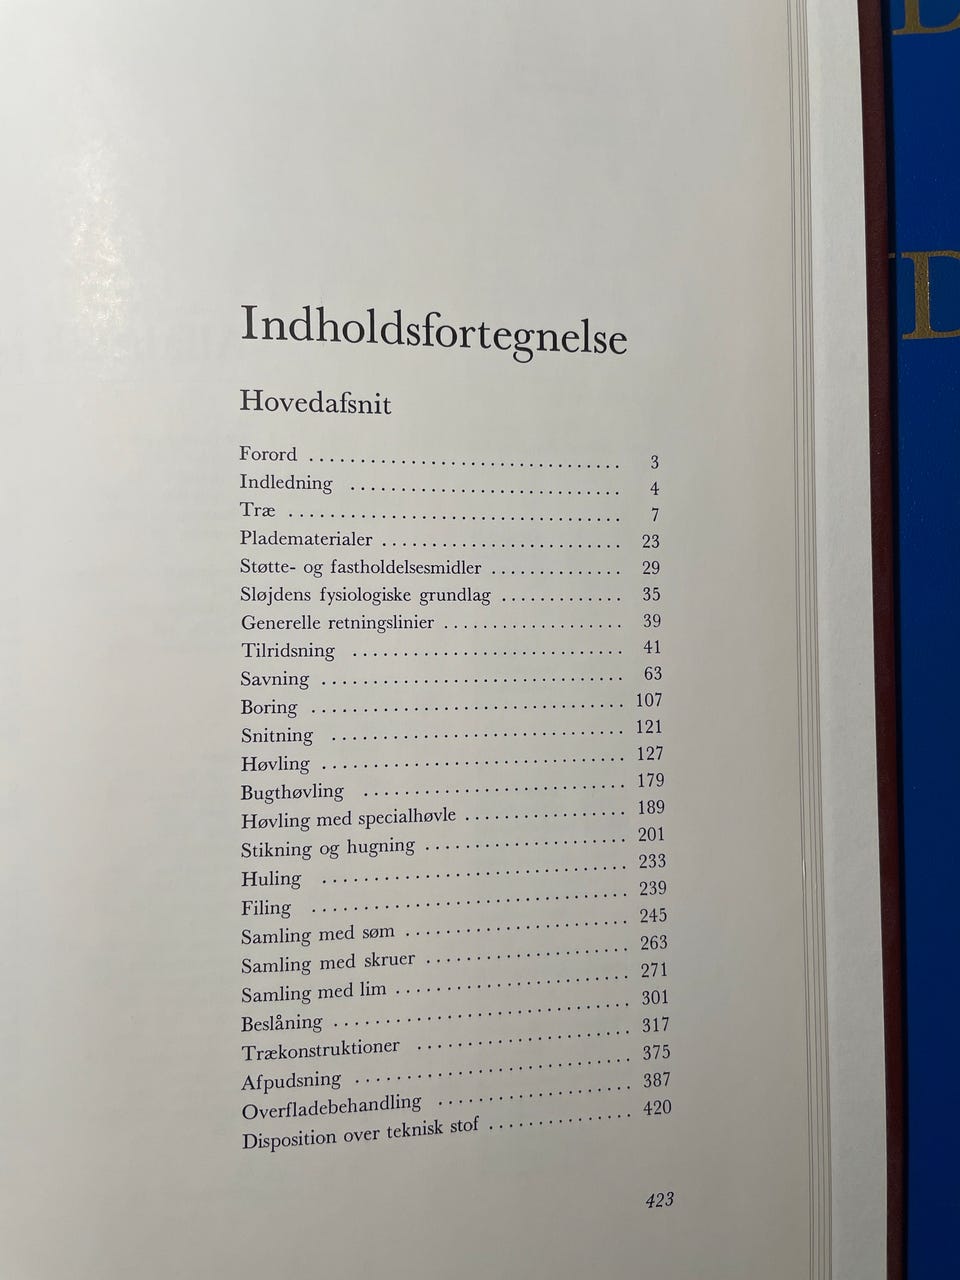 Indholdsfortegnelse
Hovedafsnit
Forord ................................ 3
Indledning ........................... 4
Træ ................................. 7
Pladematerialer ........................ 23
Støtte- og fastholdelsesmidler ............. 29
Sløjdens fysiologiske grundlag ............ 35
Generelle retningslinier .................. 39
Tilridsning ........................... 41
Savning .............................. 63
Boring ............................... 107
Snitning ............................. 121
Høvling .............................. 127
Bugthøvling .......................... 179
Høvling med specialhøvle ................ 189
Stikning og hugning .................... 201
Huling .............................. 233
Filing ............................... 239
Samling med søm ...................... 245
Samling med skruer .................... 263
Samling med lim ....................... 271
Beslåning ............................. 301
Trækonstruktioner ..................... 317
Afpudsning ........................... 375
Overfladebehandling ................... 387
Disposition over teknisk stof .............. 420
423